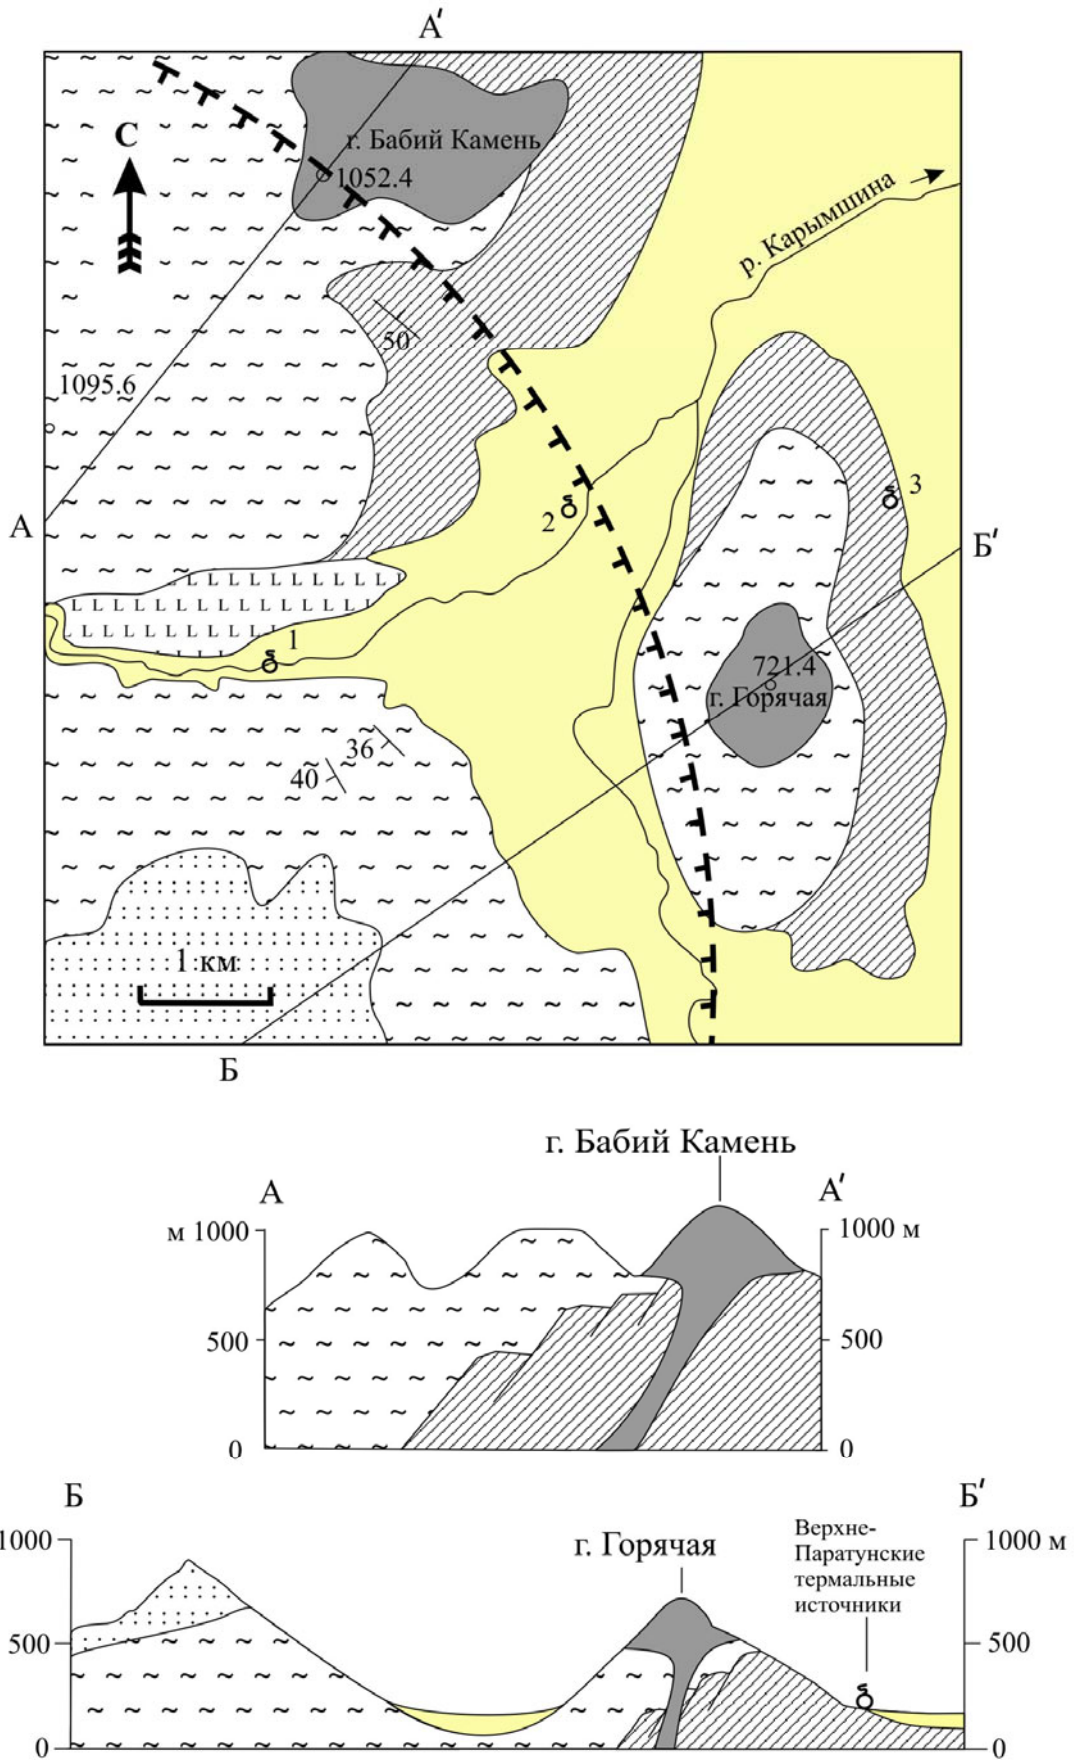 А′
С
г. Бабий Камень
1052.4
р. Карымшина
50
1095.6
3
2
А
Б′
1
721.4
г. Горячая
36
40
1 км
Б
г. Бабий Камень
А
А′
м 1000
1000 м
500
500
0
0
Б
Б′
г. Горячая
Верхне-
Паратунские
термальные
источники
1000
1000 м
500
500
0
0